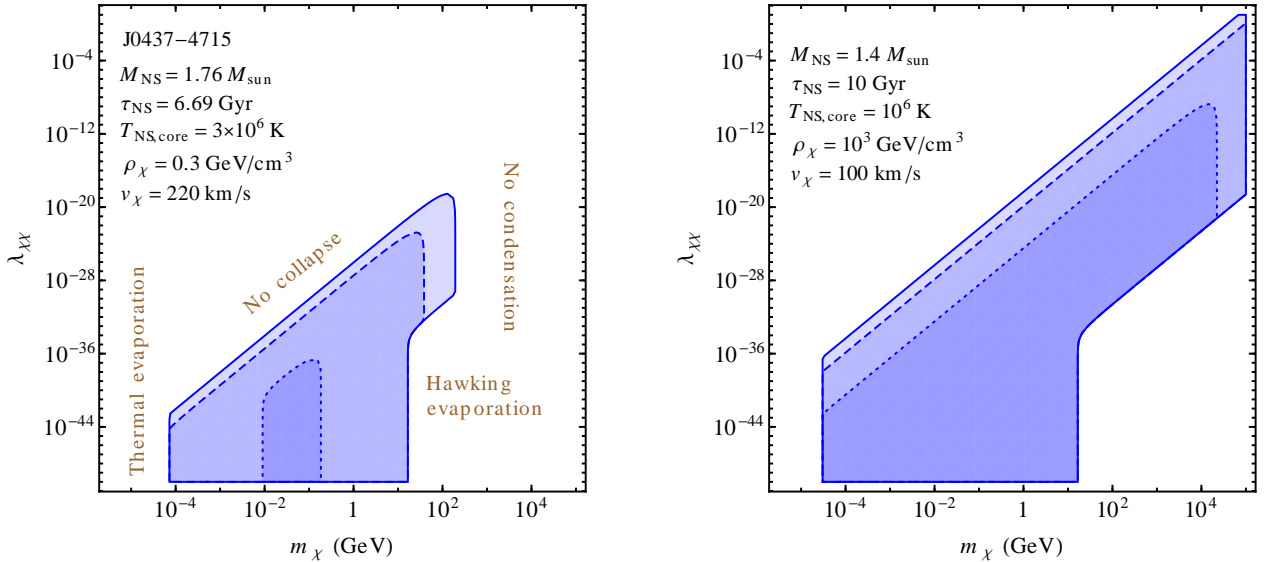 J0437−4715
M_NS = 1.76 M_sun
τ_NS = 6.69 Gyr
T_NS,core = 3×10^6 K
ρ_χ = 0.3 GeV/cm^3
v_χ = 220 km/s
Thermal evaporation
No collapse
No condensation
Hawking
evaporation
λ_χχ
10^−4
10^−12
10^−20
10^−28
10^−36
10^−44
10^−4
10^−2
1
10^2
10^4
m_χ (GeV)
M_NS = 1.4 M_sun
τ_NS = 10 Gyr
T_NS,core = 10^6 K
ρ_χ = 10^3 GeV/cm^3
v_χ = 100 km/s
λ_χχ
10^−4
10^−12
10^−20
10^−28
10^−36
10^−44
10^−4
10^−2
1
10^2
10^4
m_χ (GeV)